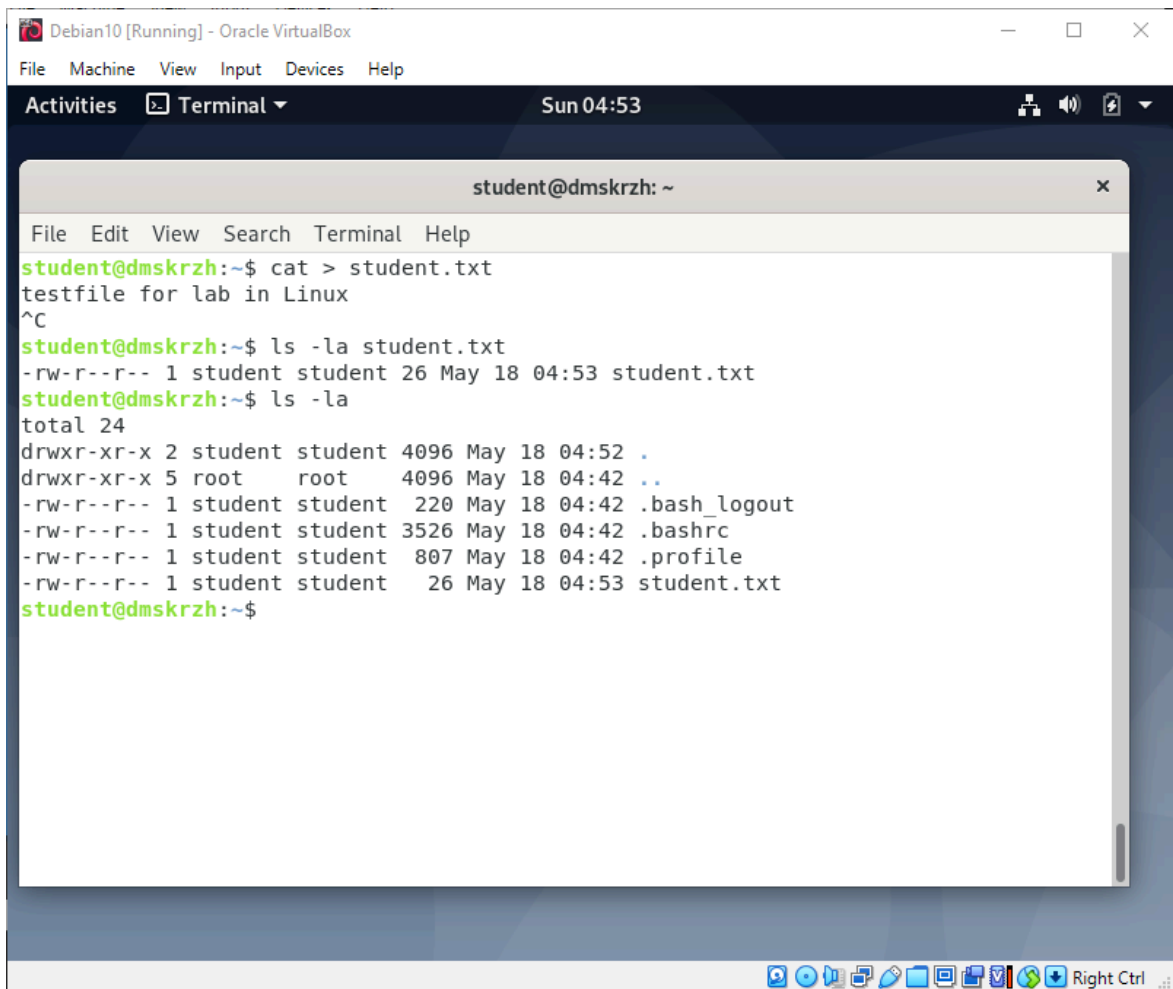 Debian10 [Running] - Oracle VirtualBox
File Machine View Input Devices Help
Activities Terminal Sun 04:53
student@dmskrzh: ~
File Edit View Search Terminal Help
student@dmskrzh:~$ cat > student.txt
testfile for lab in Linux
^C
student@dmskrzh:~$ ls -la student.txt
-rw-r--r-- 1 student student 26 May 18 04:53 student.txt
student@dmskrzh:~$ ls -la
total 24
drwxr-xr-x 2 student student 4096 May 18 04:52 .
drwxr-xr-x 5 root    root    4096 May 18 04:42 ..
-rw-r--r-- 1 student student  220 May 18 04:42 .bash_logout
-rw-r--r-- 1 student student 3526 May 18 04:42 .bashrc
-rw-r--r-- 1 student student  807 May 18 04:42 .profile
-rw-r--r-- 1 student student   26 May 18 04:53 student.txt
student@dmskrzh:~$
Right Ctrl